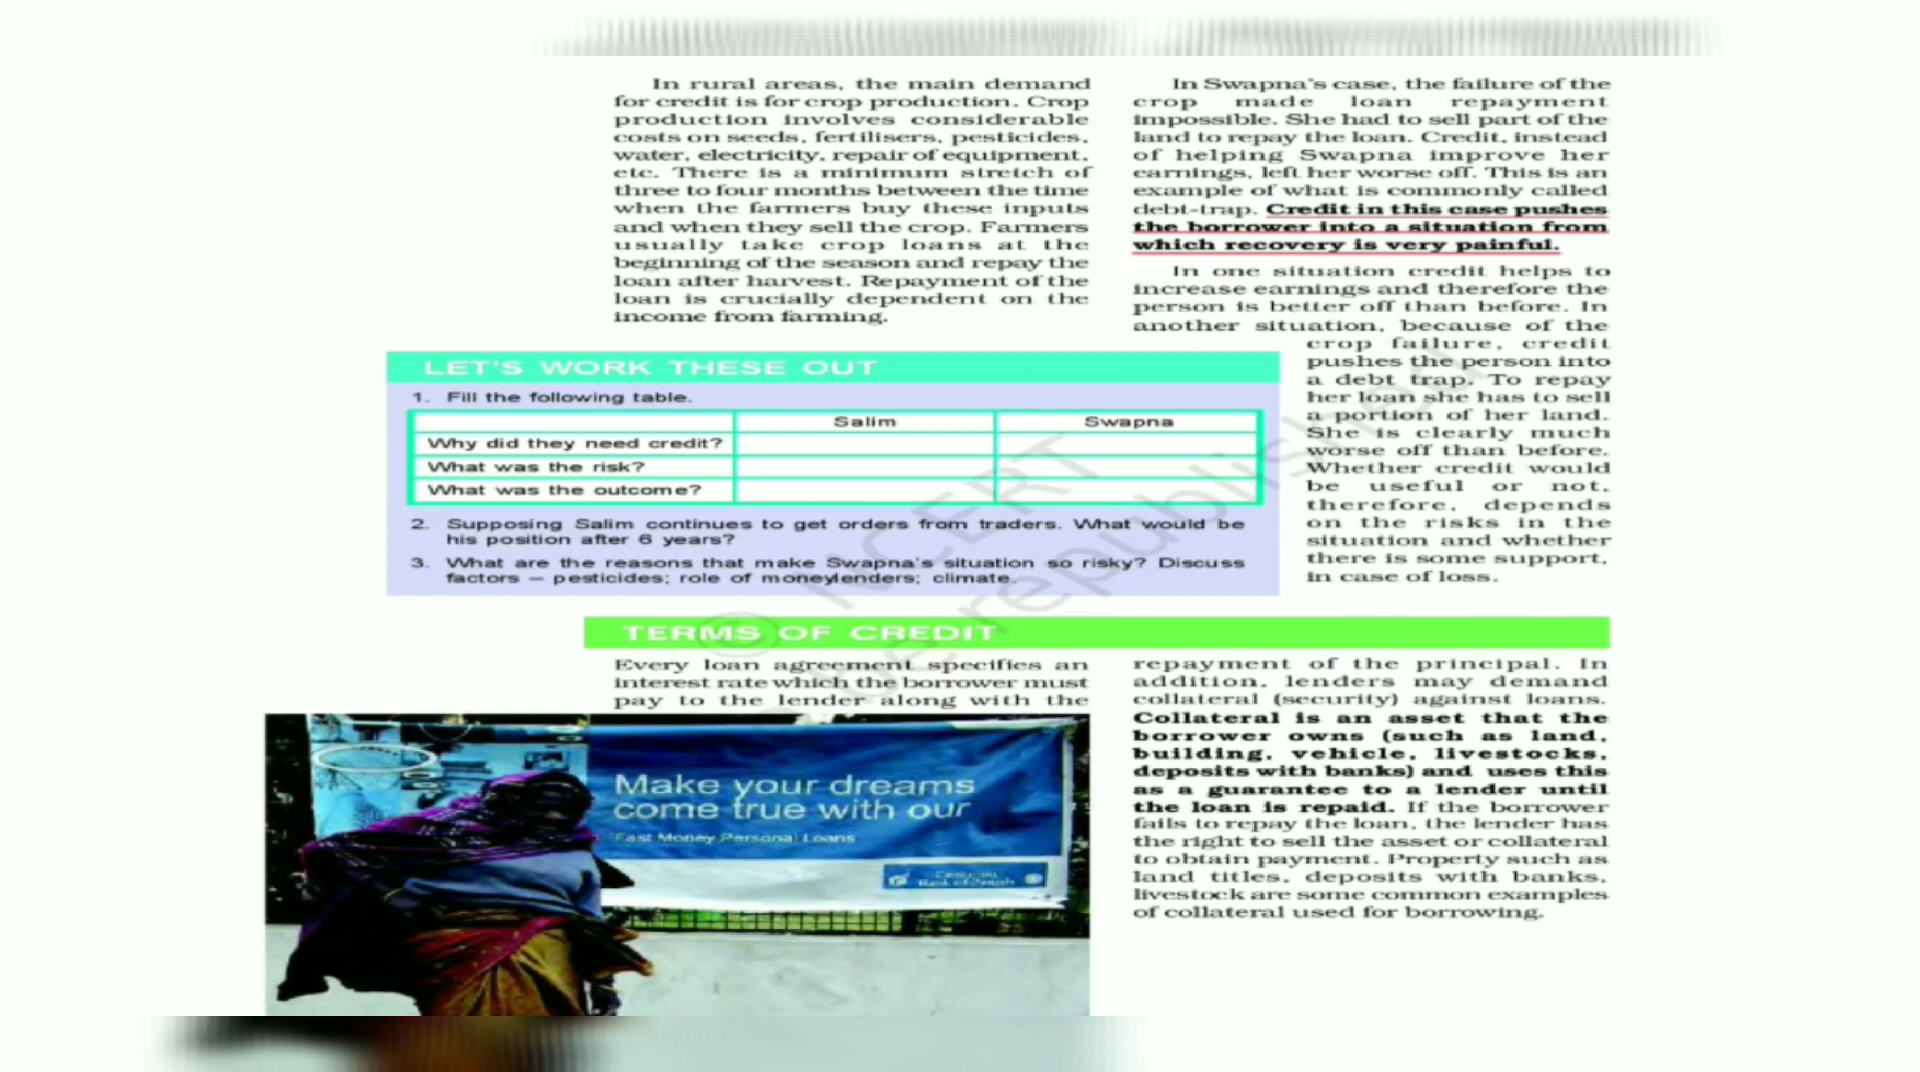 In rural areas, the main demand
for credit is for crop production. Crop
production involves considerable
costs on seeds, fertilisers, pesticides,
water, electricity, repair of equipment,
etc. There is a minimum stretch of
three to four months between the time
when the farmers buy these inputs
and when they sell the crop. Farmers
usually take crop loans at the
beginning of the season and repay the
loan after harvest. Repayment of the
loan is crucially dependent on the
income from farming.
In Swapna's case, the failure of the
crop made loan repayment
impossible. She had to sell part of the
land to repay the loan. Credit, instead
of helping Swapna improve her
earnings, left her worse off. This is an
example of what is commonly called
debt-trap. Credit in this case pushes
the borrower into a situation from
which recovery is very painful.
In one situation credit helps to
increase earnings and therefore the
person is better off than before. In
another situation, because of the
crop failure, credit
pushes the person into
a debt trap. To repay
her loan she has to sell
a portion of her land.
She is clearly much
worse off than before.
Whether credit would
be useful or not,
therefore, depends
on the risks in the
situation and whether
there is some support,
in case of loss.
LET'S WORK THESE OUT
1. Fill the following table.
Salim Swapna
Why did they need credit?
What was the risk?
What was the outcome?
2. Supposing Salim continues to get orders from traders. What would be
his position after 6 years?
3. What are the reasons that make Swapna's situation so risky? Discuss
factors – pesticides; role of moneylenders; climate.
© NCERT
be republished
TERMS OF CREDIT
Every loan agreement specifies an
interest rate which the borrower must
pay to the lender along with the
repayment of the principal. In
addition, lenders may demand
collateral (security) against loans.
Collateral is an asset that the
borrower owns (such as land,
building, vehicle, livestocks,
deposits with banks) and uses this
as a guarantee to a lender until
the loan is repaid. If the borrower
fails to repay the loan, the lender has
the right to sell the asset or collateral
to obtain payment. Property such as
land titles, deposits with banks,
livestock are some common examples
of collateral used for borrowing.
Make your dreams
come true with our
Fast Money Personal Loans
Bank of Punjab